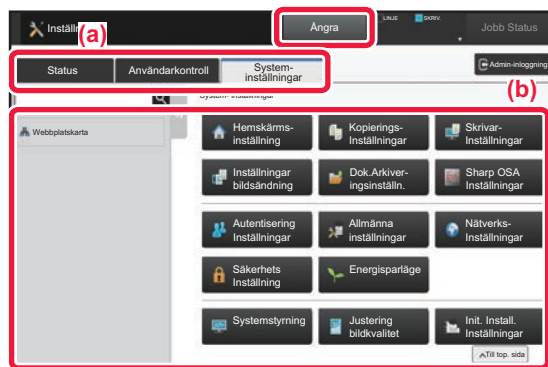 Inställ
(a)
Ångra
LINJE
SKRIV.
Jobb Status
Status
Användarkontroll
System-
inställningar
Admin-inloggning
(b)
System- inställningar
Webbplatskarta
Hemskärms-
inställning
Kopierings-
Inställningar
Skrivar-
Inställningar
Inställningar
bildsändning
Dok.Arkiver-
ingsinställn.
Sharp OSA
Inställningar
Autentisering
Inställningar
Allmänna
inställningar
Nätverks-
Inställningar
Säkerhets
Inställning
Energisparläge
Systemstyrning
Justering
bildkvalitet
Init. Install.
Inställningar
Till top. sida